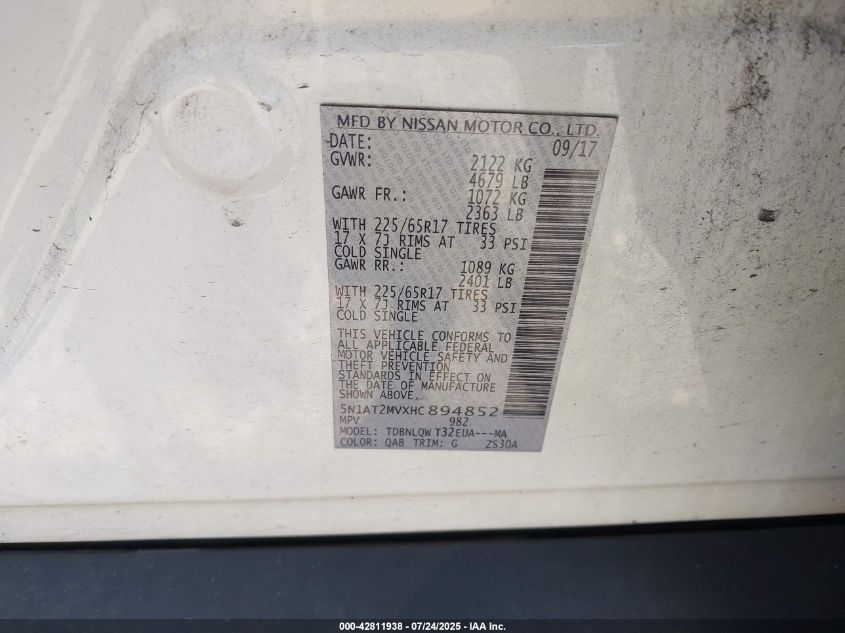 MFD BY NISSAN MOTOR CO., LTD.
DATE: 09/17
GVWR: 2122 KG
4679 LB
GAWR FR.: 1072 KG
2363 LB
WITH 225/65R17 TIRES
17 X 7J RIMS AT 33 PSI
COLD SINGLE
GAWR RR.: 1089 KG
2401 LB
WITH 225/65R17 TIRES
17 X 7J RIMS AT 33 PSI
COLD SINGLE
THIS VEHICLE CONFORMS TO
ALL APPLICABLE FEDERAL
MOTOR VEHICLE SAFETY AND
THEFT PREVENTION
STANDARDS IN EFFECT ON
THE DATE OF MANUFACTURE
SHOWN ABOVE.
5N1AT2MVXHC894852
MPV 982
MODEL: TDBNLQW T32EUA---MA
COLOR: QAB TRIM: G ZS30A
000-42811938 - 07/24/2025 - IAA Inc.